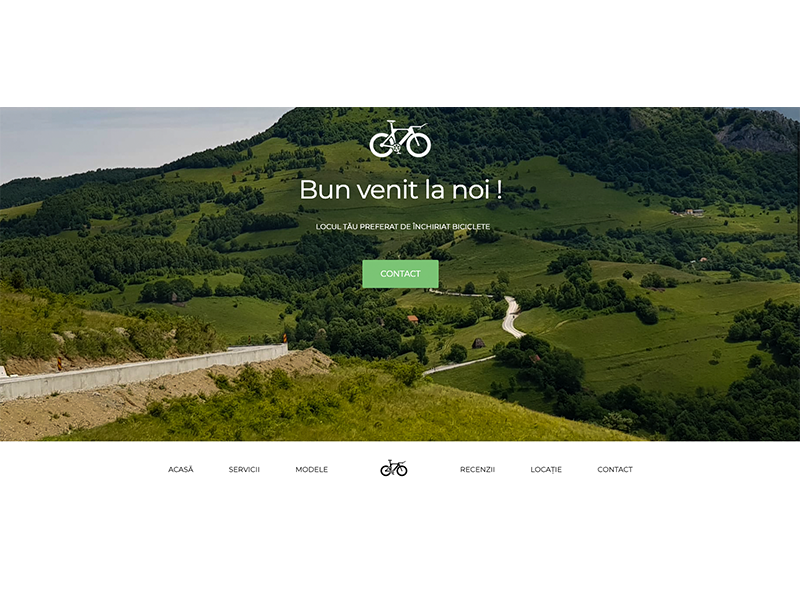 Bun venit la noi !
LOCUL TĂU PREFERAT DE ÎNCHIRIAT BICICLETE
CONTACT
ACASĂ SERVICII MODELE RECENZII LOCAȚIE CONTACT